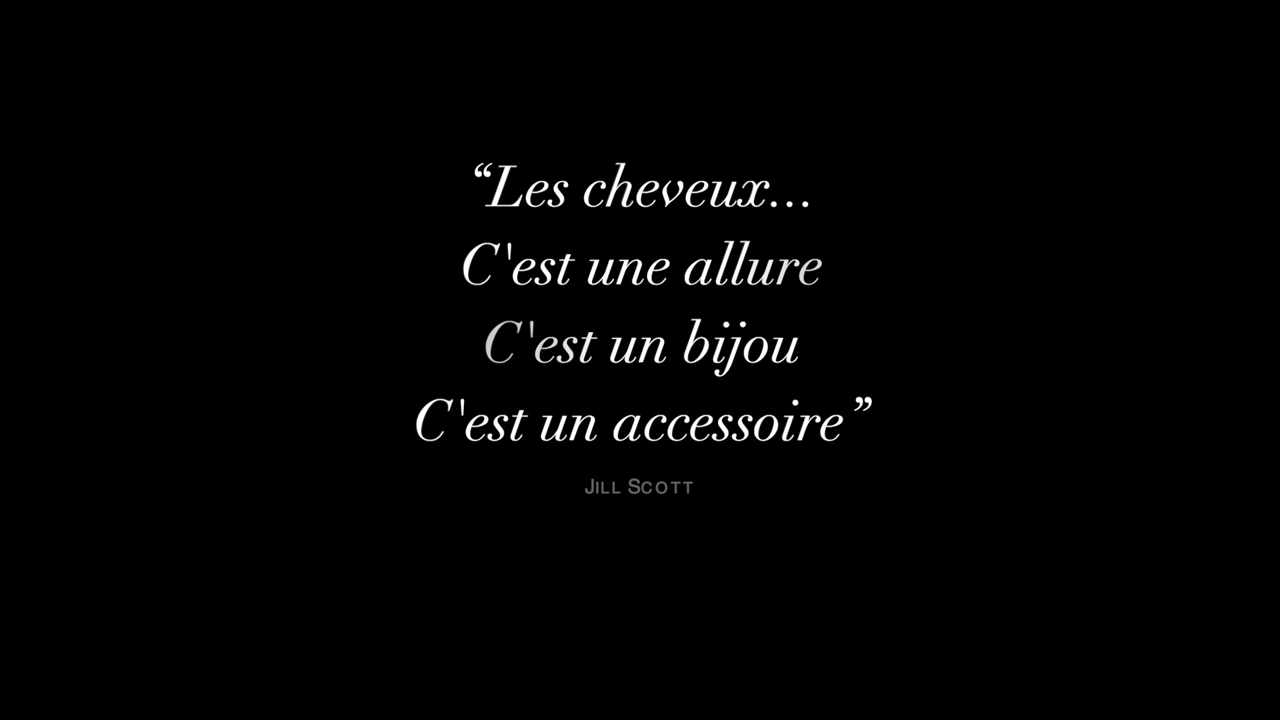 “Les cheveux...
C'est une allure
C'est un bijou
C'est un accessoire”
Jill Scott